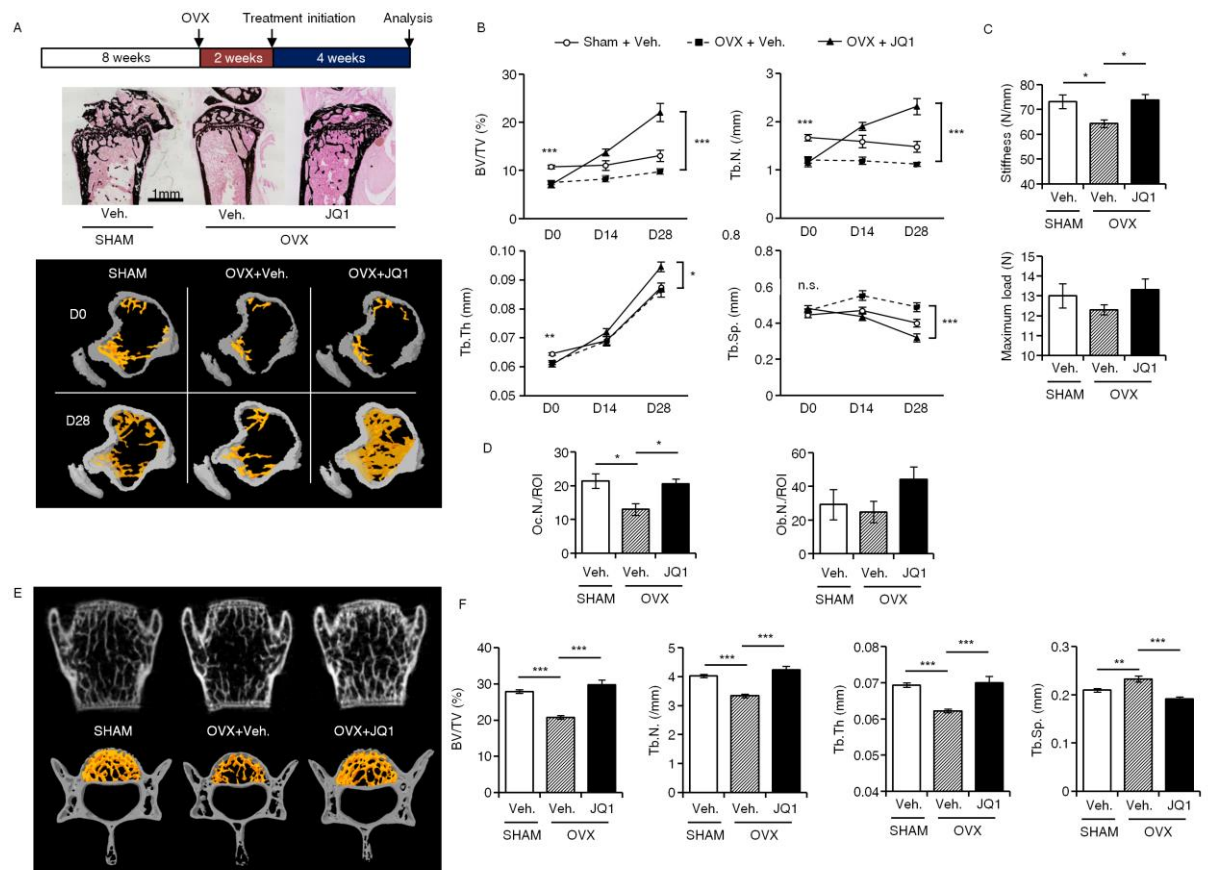 A
OVX
Treatment initiation
Analysis
8 weeks
2 weeks
4 weeks
1mm
Veh.
Veh.
JQ1
SHAM
OVX
SHAM
OVX+Veh.
OVX+JQ1
D0
D28
B
Sham + Veh.
OVX + Veh.
OVX + JQ1
BV/TV (%)
30
20
10
0
***
***
D0
D14
D28
Tb.N. (/mm)
3
2
1
0
***
***
D0
D14
D28
Tb.Th (mm)
0.10
0.09
0.08
0.07
0.06
0.05
**
*
D0
D14
D28
Tb.Sp. (mm)
0.8
0.6
0.4
0.2
0
n.s.
***
D0
D14
D28
C
Stiffness (N/mm)
80
70
60
50
40
*
*
Veh.
Veh.
JQ1
SHAM
OVX
Maximum load (N)
15
14
13
12
11
10
Veh.
Veh.
JQ1
SHAM
OVX
D
Oc.N./ROI
30
20
10
0
*
*
Veh.
Veh.
JQ1
SHAM
OVX
Ob.N./ROI
60
40
20
0
Veh.
Veh.
JQ1
SHAM
OVX
E
SHAM
OVX+Veh.
OVX+JQ1
F
BV/TV (%)
40
30
20
10
0
***
***
Veh.
Veh.
JQ1
SHAM
OVX
Tb.N. (/mm)
5
4
3
2
1
0
***
***
Veh.
Veh.
JQ1
SHAM
OVX
Tb.Th (mm)
0.08
0.07
0.06
0.05
0.04
***
***
Veh.
Veh.
JQ1
SHAM
OVX
Tb.Sp. (mm)
0.3
0.2
0.1
0
**
***
Veh.
Veh.
JQ1
SHAM
OVX